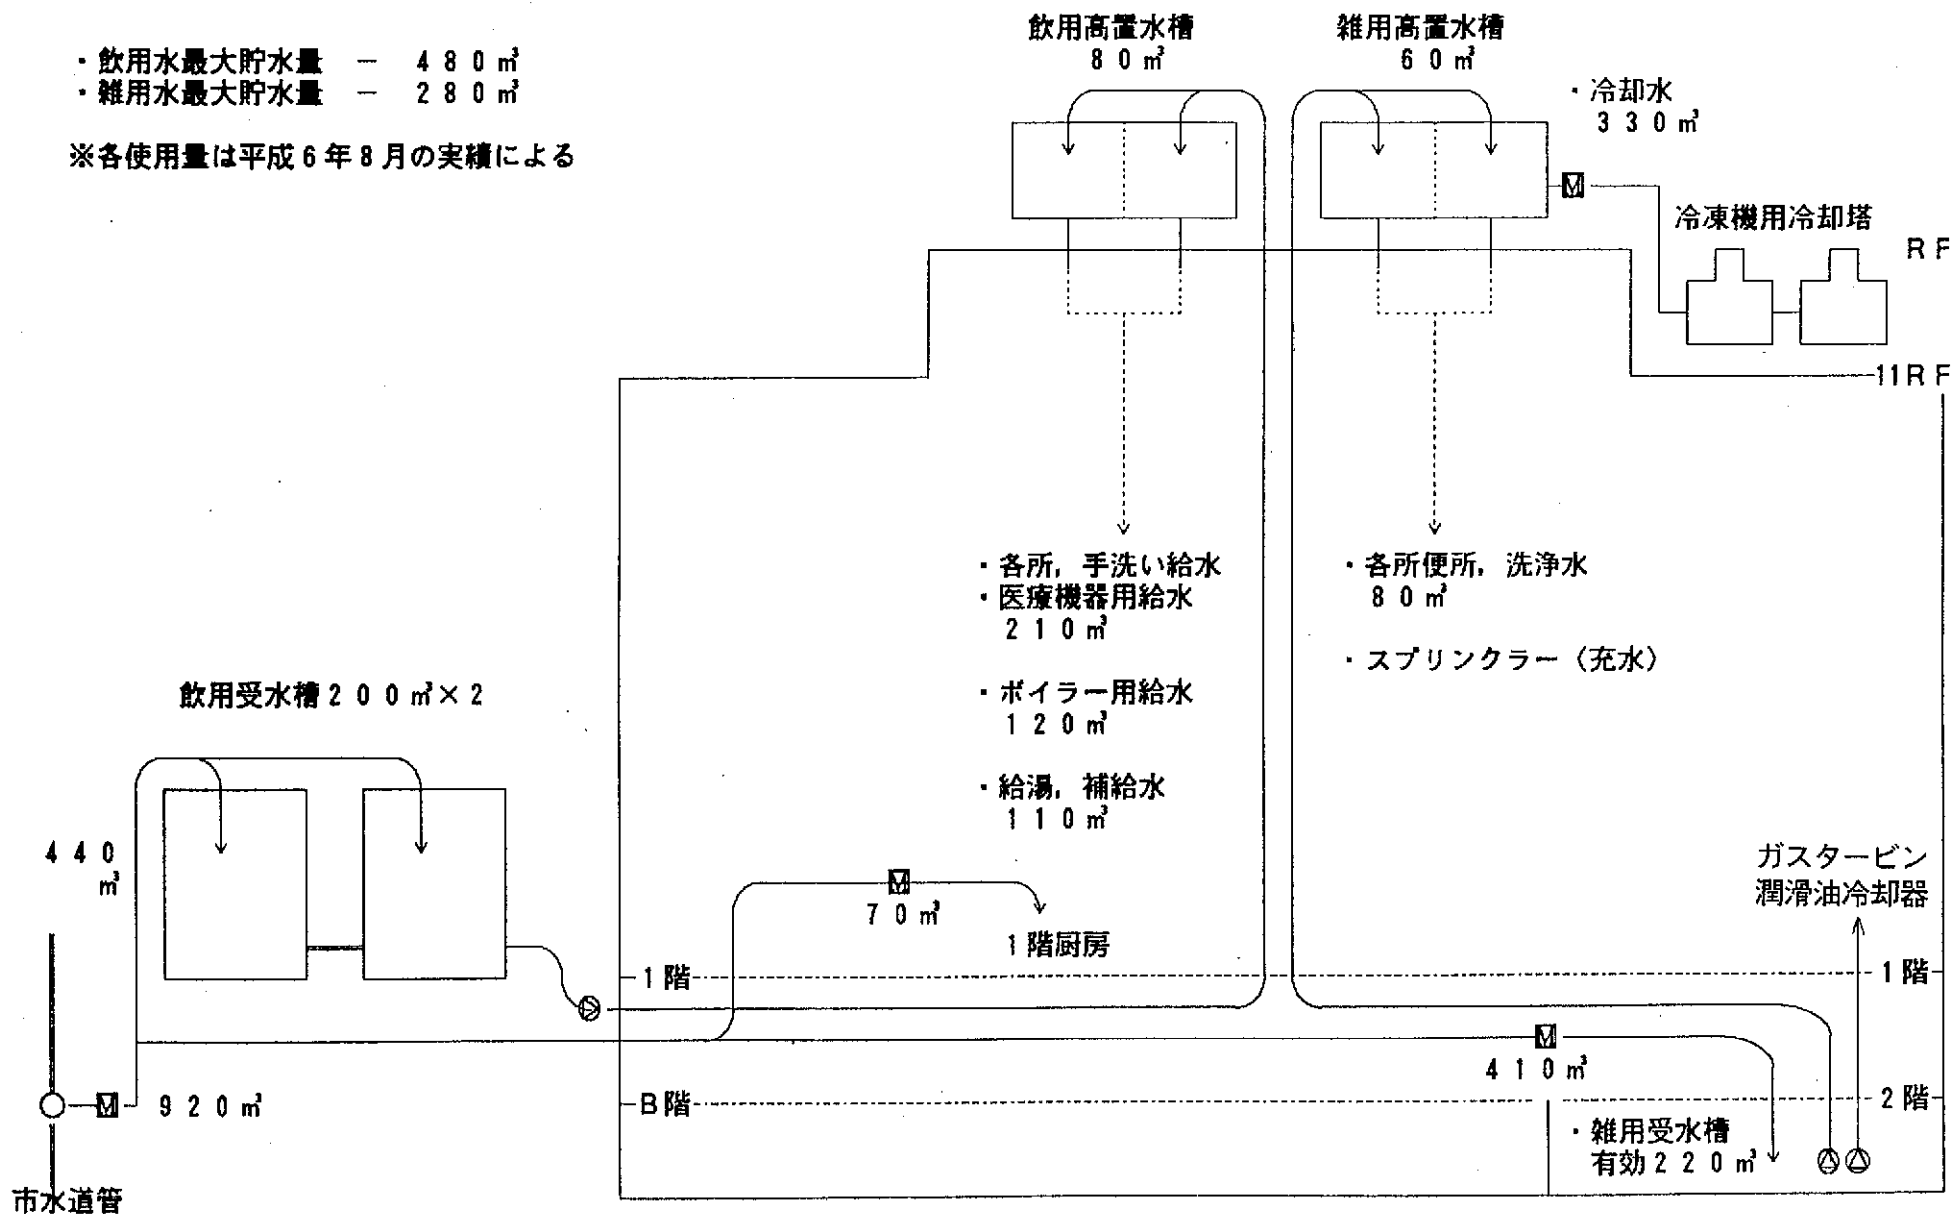 ・飲用水最大貯水量 － 480㎥
・雑用水最大貯水量 － 280㎥
※各使用量は平成6年8月の実績による
飲用高置水槽
80㎥
雑用高置水槽
60㎥
・冷却水
330㎥
M
冷凍機用冷却塔
RF
11RF
・各所，手洗い給水
・医療機器用給水
210㎥
・ボイラー用給水
120㎥
・給湯，補給水
110㎥
・各所便所，洗浄水
80㎥
・スプリンクラー（充水）
飲用受水槽200㎥×2
440
㎥
M
70㎥
1階厨房
ガスタービン
潤滑油冷却器
1階
1階
M
410㎥
M
920㎥
B階
2階
・雑用受水槽
有効220㎥
市水道管